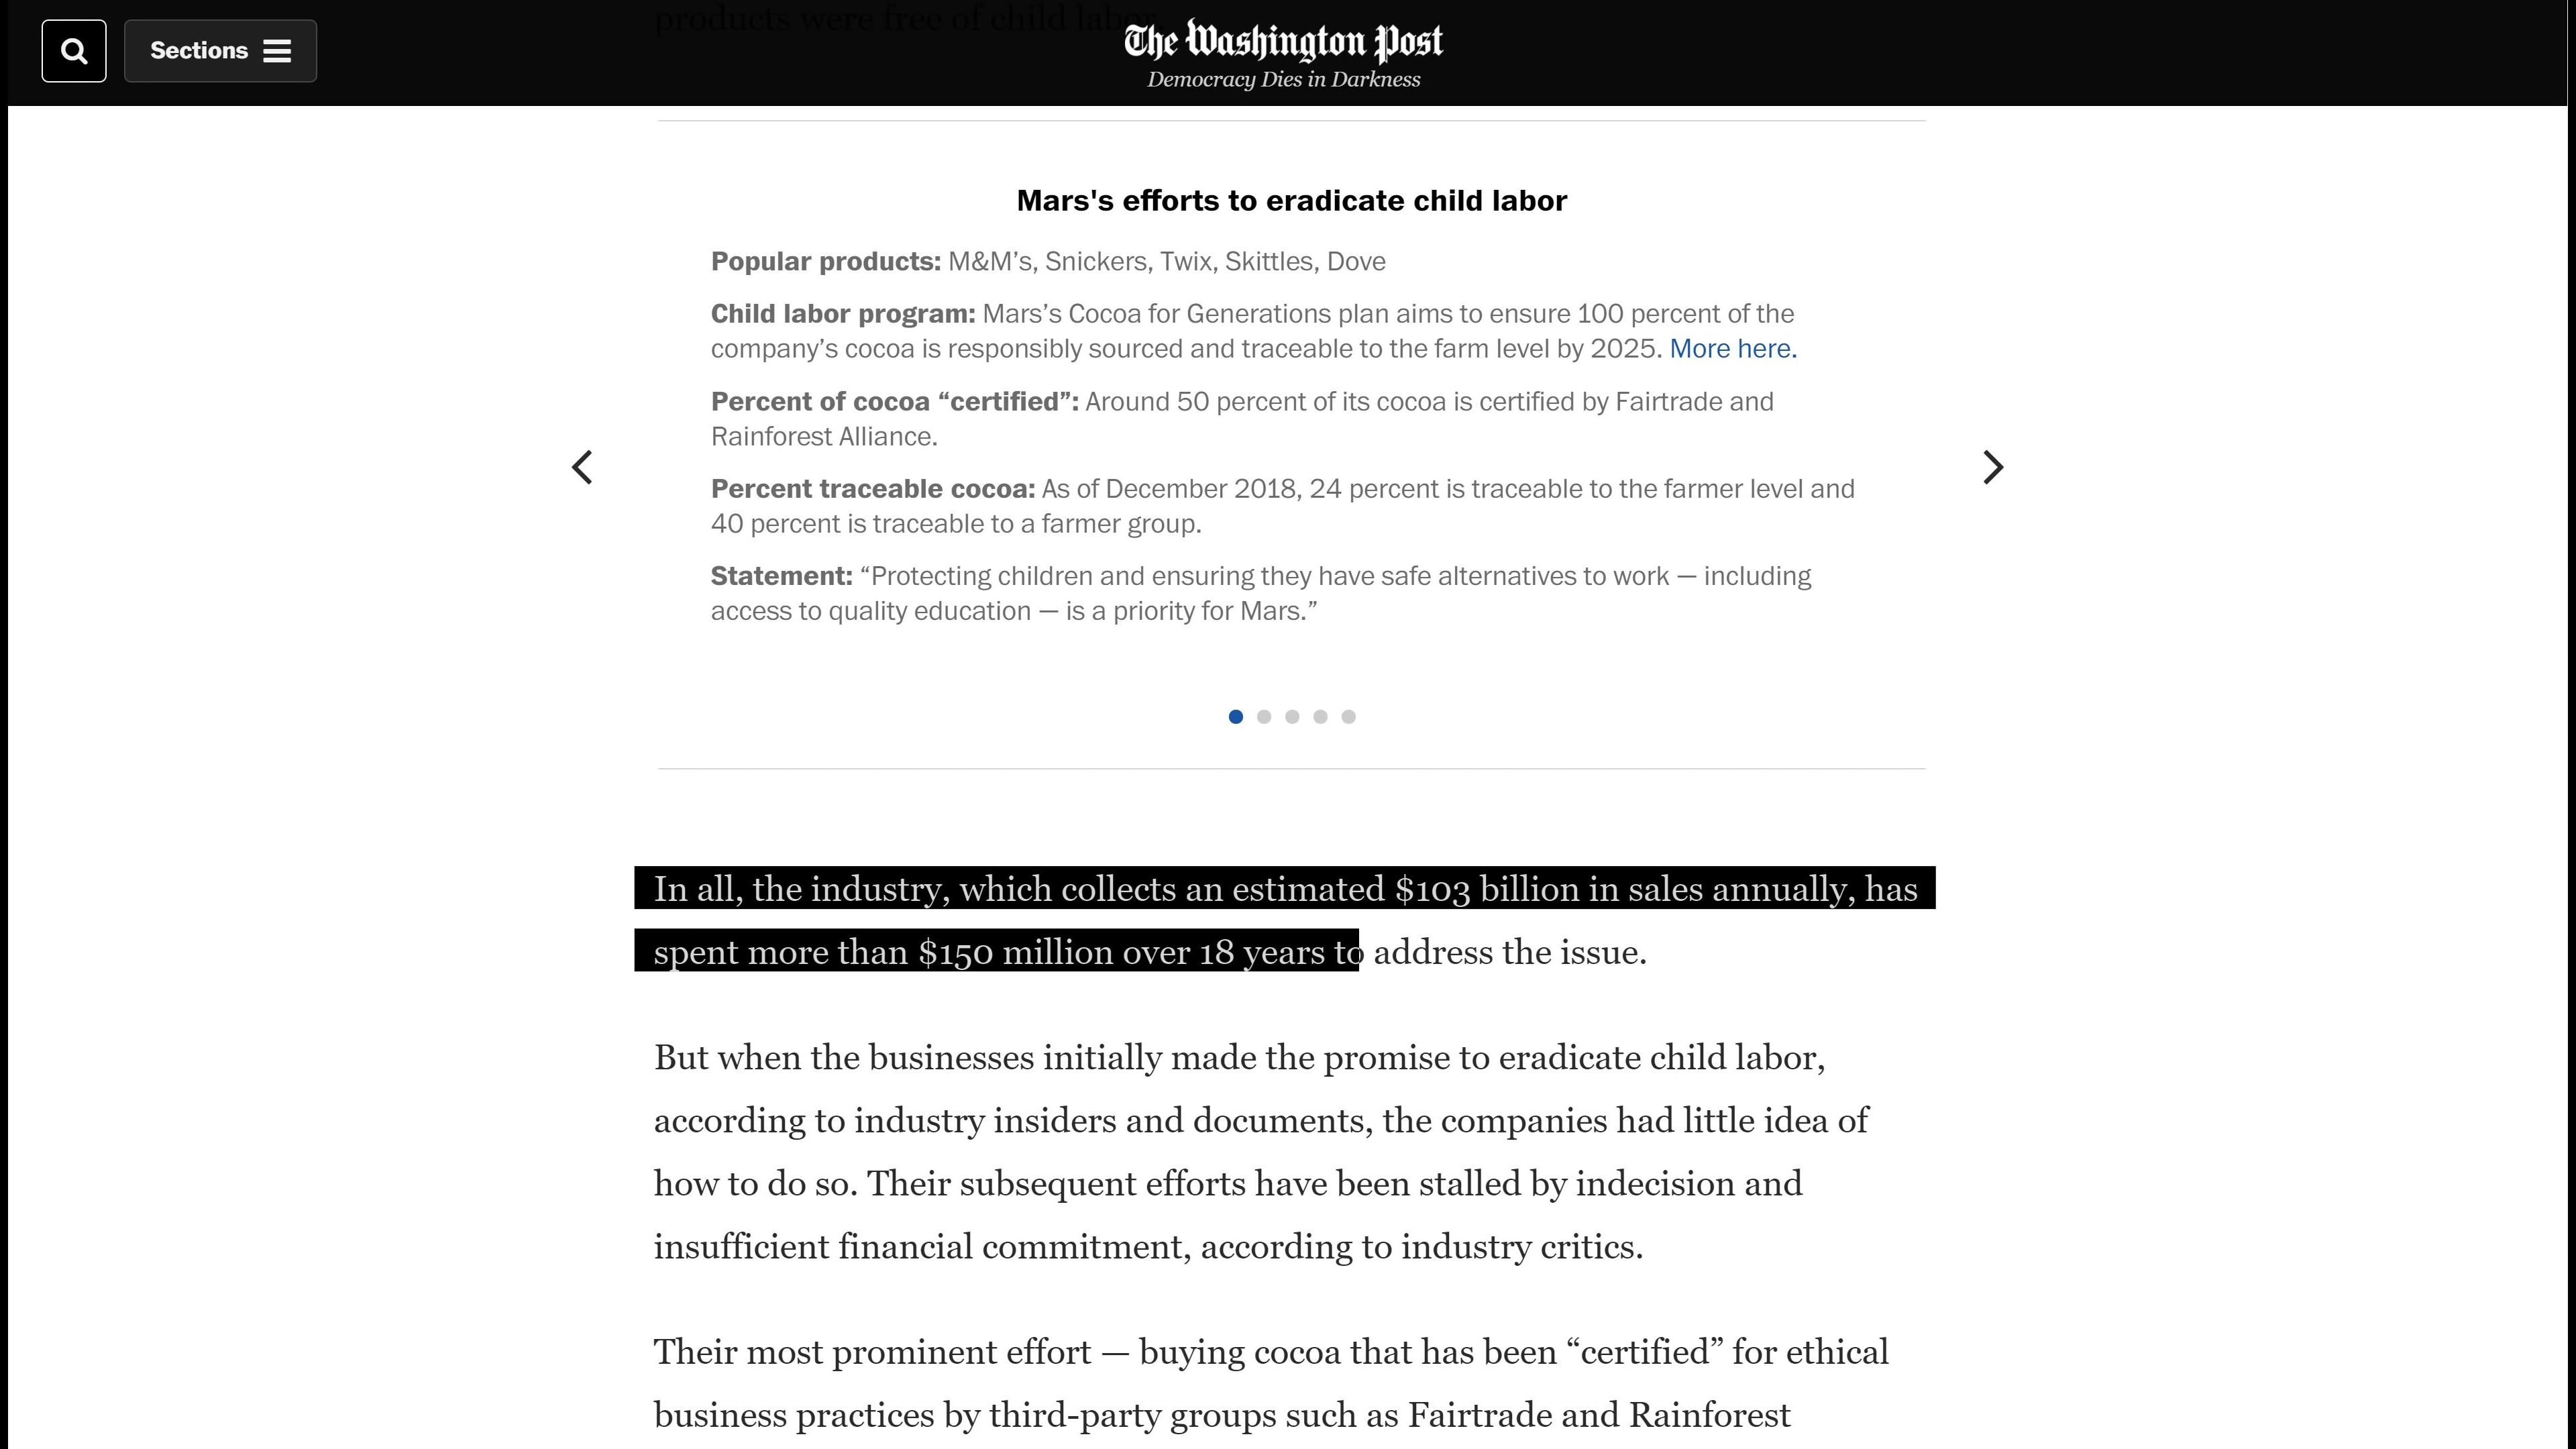 products were free of child labor.
Sections
The Washington Post
Democracy Dies in Darkness
Mars's efforts to eradicate child labor
Popular products: M&M’s, Snickers, Twix, Skittles, Dove
Child labor program: Mars’s Cocoa for Generations plan aims to ensure 100 percent of the
company’s cocoa is responsibly sourced and traceable to the farm level by 2025. More here.
Percent of cocoa “certified”: Around 50 percent of its cocoa is certified by Fairtrade and
Rainforest Alliance.
Percent traceable cocoa: As of December 2018, 24 percent is traceable to the farmer level and
40 percent is traceable to a farmer group.
Statement: “Protecting children and ensuring they have safe alternatives to work — including
access to quality education — is a priority for Mars.”
In all, the industry, which collects an estimated $103 billion in sales annually, has
spent more than $150 million over 18 years to address the issue.
But when the businesses initially made the promise to eradicate child labor,
according to industry insiders and documents, the companies had little idea of
how to do so. Their subsequent efforts have been stalled by indecision and
insufficient financial commitment, according to industry critics.
Their most prominent effort — buying cocoa that has been “certified” for ethical
business practices by third-party groups such as Fairtrade and Rainforest